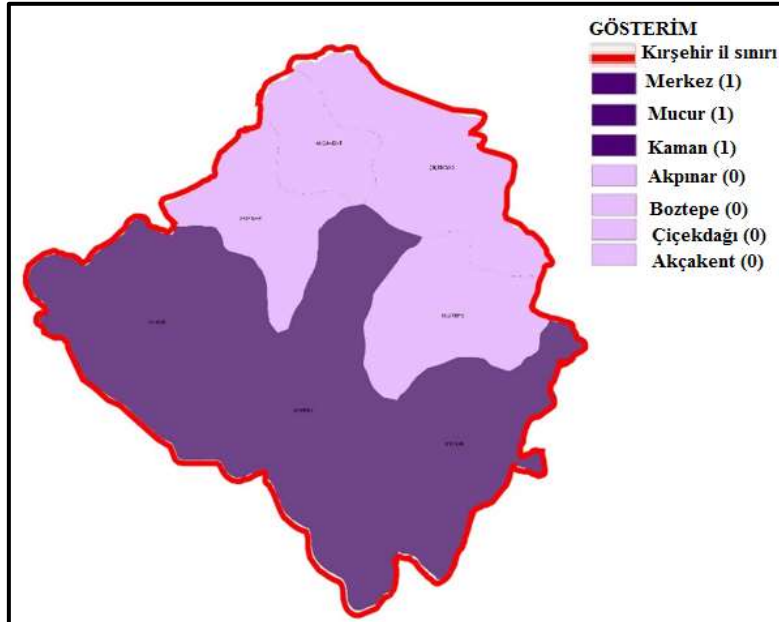 GÖSTERİM
Kırşehir il sınırı
Merkez (1)
Mucur (1)
Kaman (1)
Akpınar (0)
Boztepe (0)
Çiçekdağı (0)
Akçakent (0)